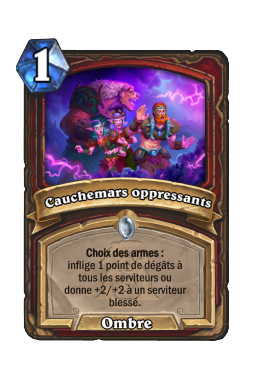 1
Cauchemars oppressants
Choix des armes :
inflige 1 point de dégâts à
tous les serviteurs ou
donne +2/+2 à un serviteur
blessé.
Ombre